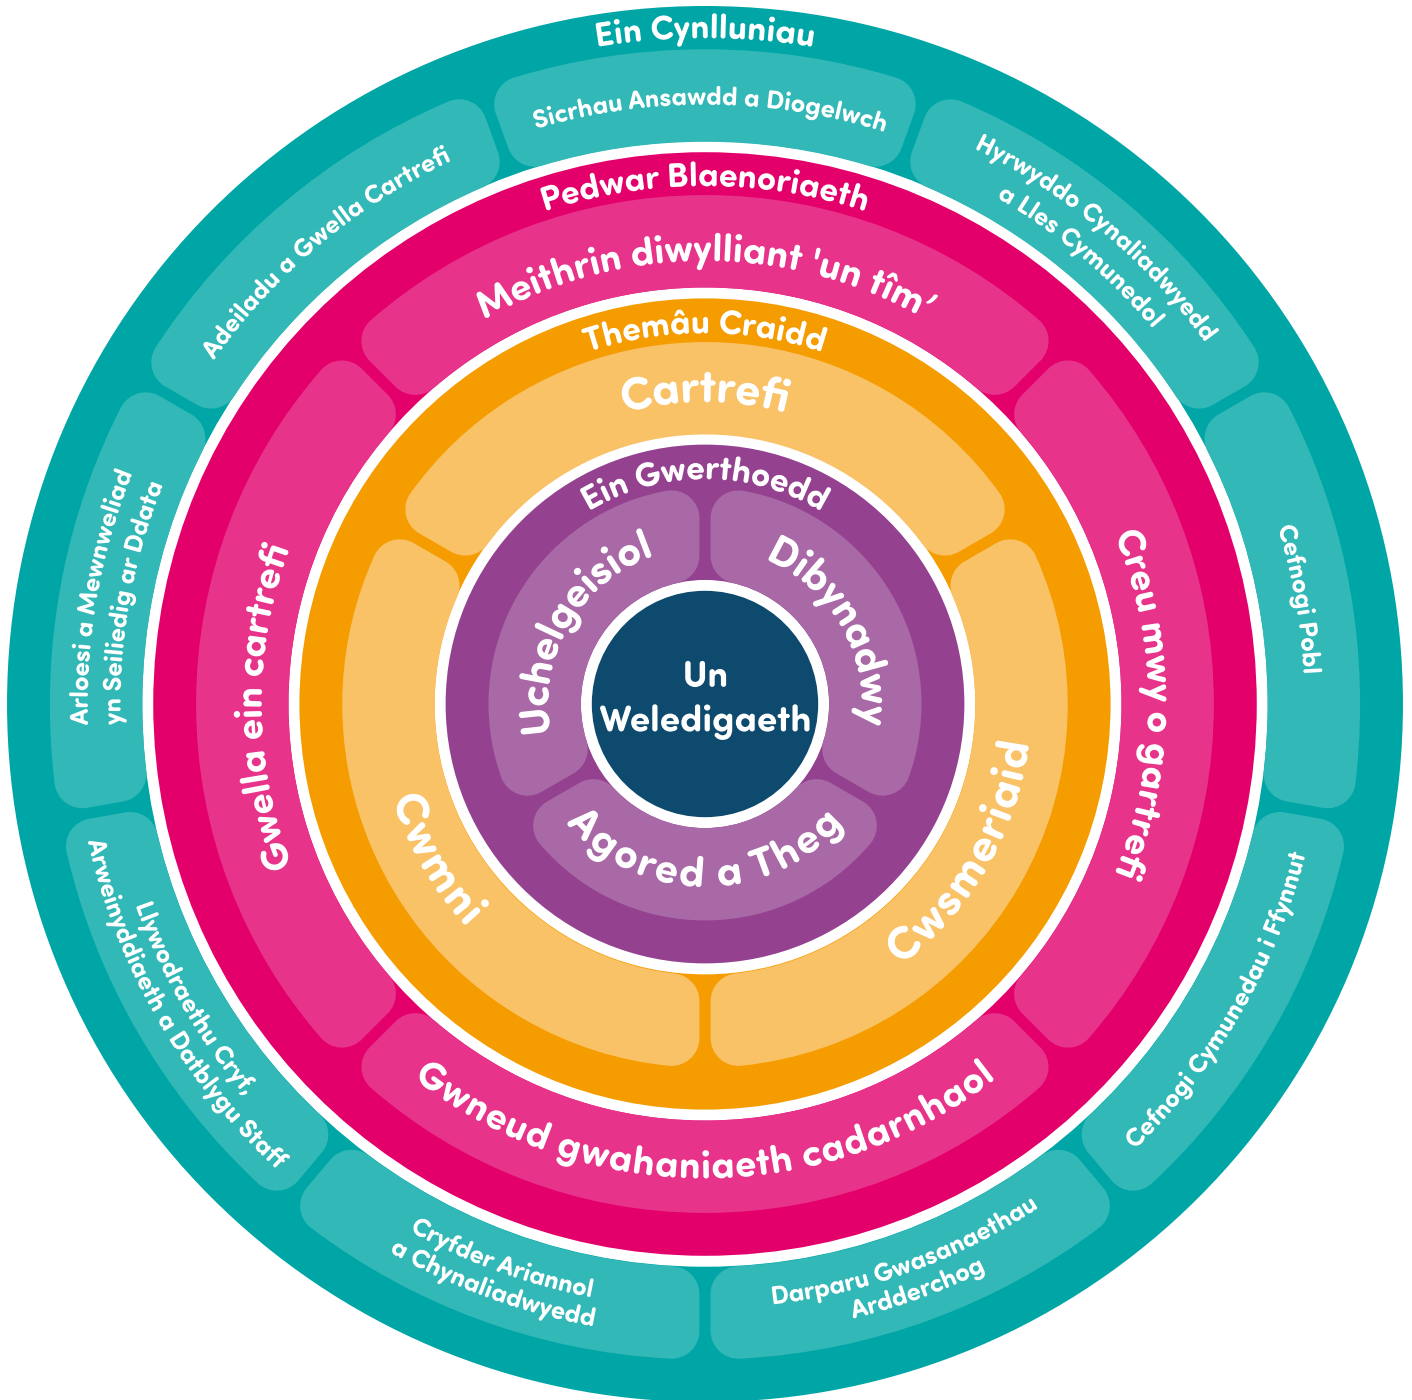 Ein Cynlluniau
Sicrhau Ansawdd a Diogelwch
Hyrwyddo Cynaliadwyedd
a Lles Cymunedol
Cefnogi Pobl
Cefnogi Cymunedau i Ffynnut
Darparu Gwasanaethau
Ardderchog
Cryfder Ariannol
a Chynaliadwyedd
Llywodraethu Cryf,
Arweinyddiaeth a Datblygu Staff
Arloesi a Mewnweliad
yn Seiliedig ar Ddata
Adeiladu a Gwella Cartrefi
Pedwar Blaenoriaeth
Meithrin diwylliant 'un tîm’
Creu mwy o gartrefi
Gwneud gwahaniaeth cadarnhaol
Gwella ein cartrefi
Themâu Craidd
Cartrefi
Cwsmeriaid
Cwmni
Ein Gwerthoedd
Uchelgeisiol
Dibynadwy
Agored a Theg
Un
Weledigaeth